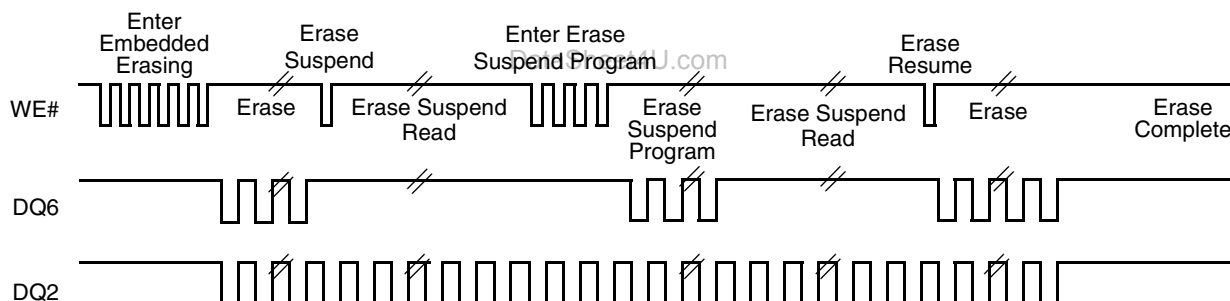 Enter
Embedded
Erasing
Erase
Suspend
Enter Erase
Suspend Program
DataSheet4U.com
Erase
Resume
WE#
Erase
Erase Suspend
Read
Erase
Suspend
Program
Erase Suspend
Read
Erase
Erase
Complete
DQ6
DQ2